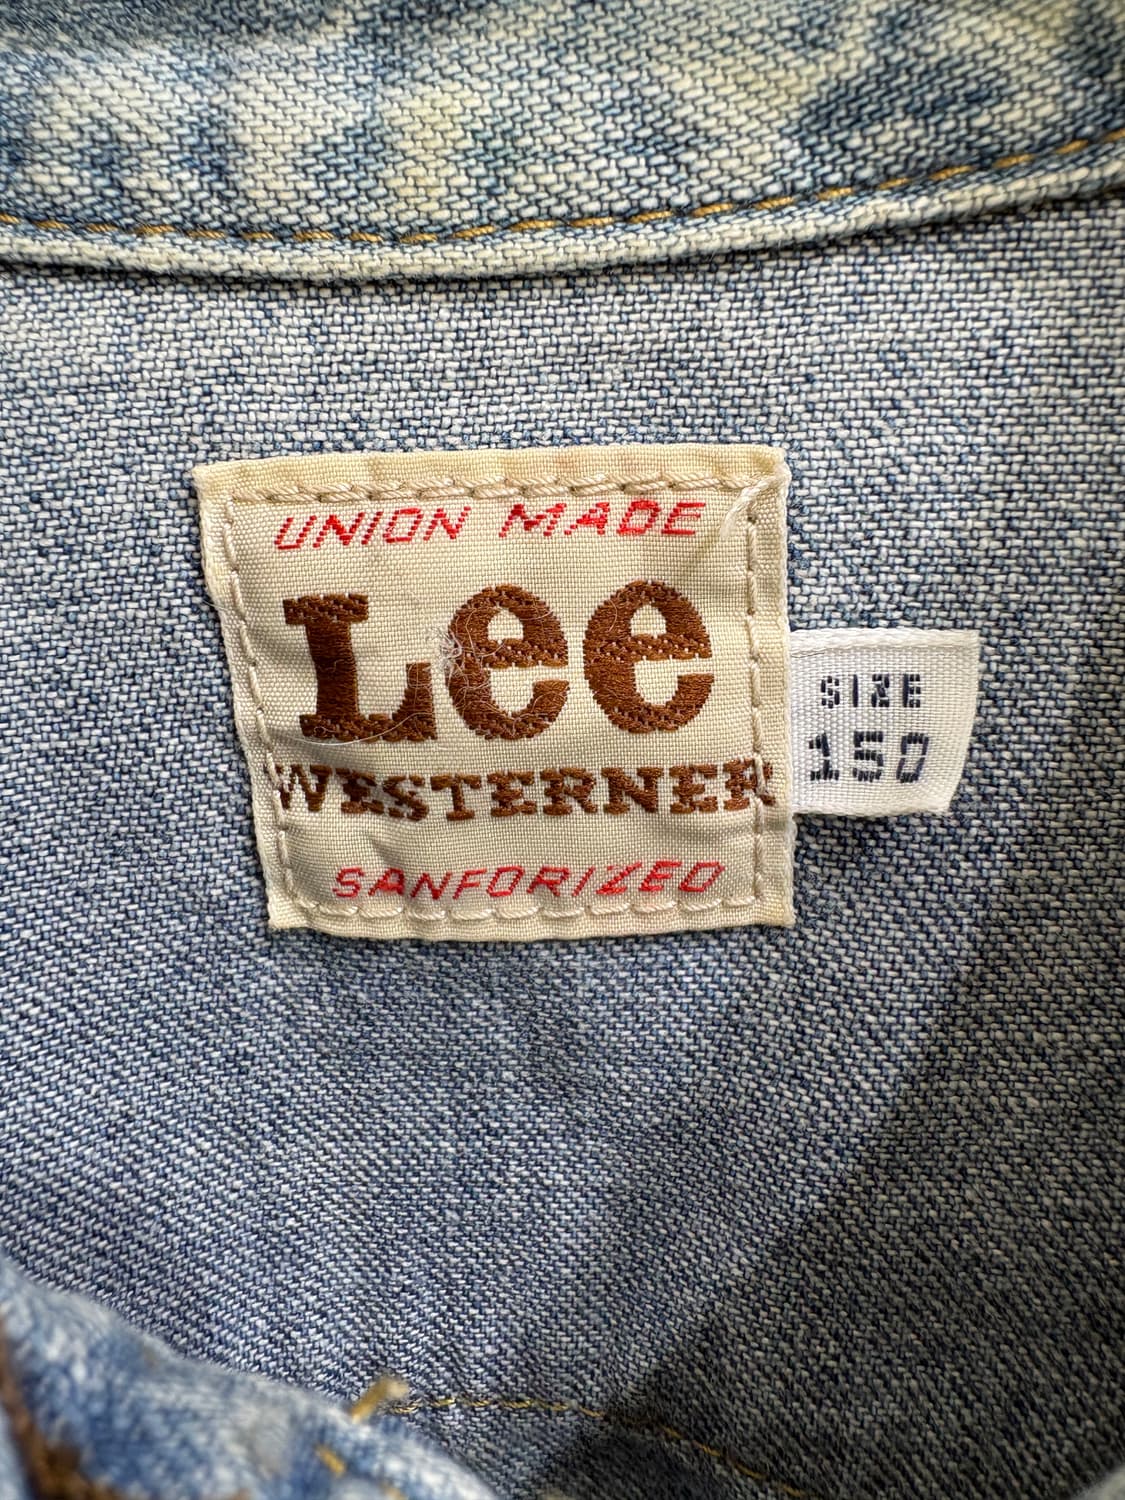 UNION MADE
Lee
WESTERNER
SANFORIZED
SIZE
150